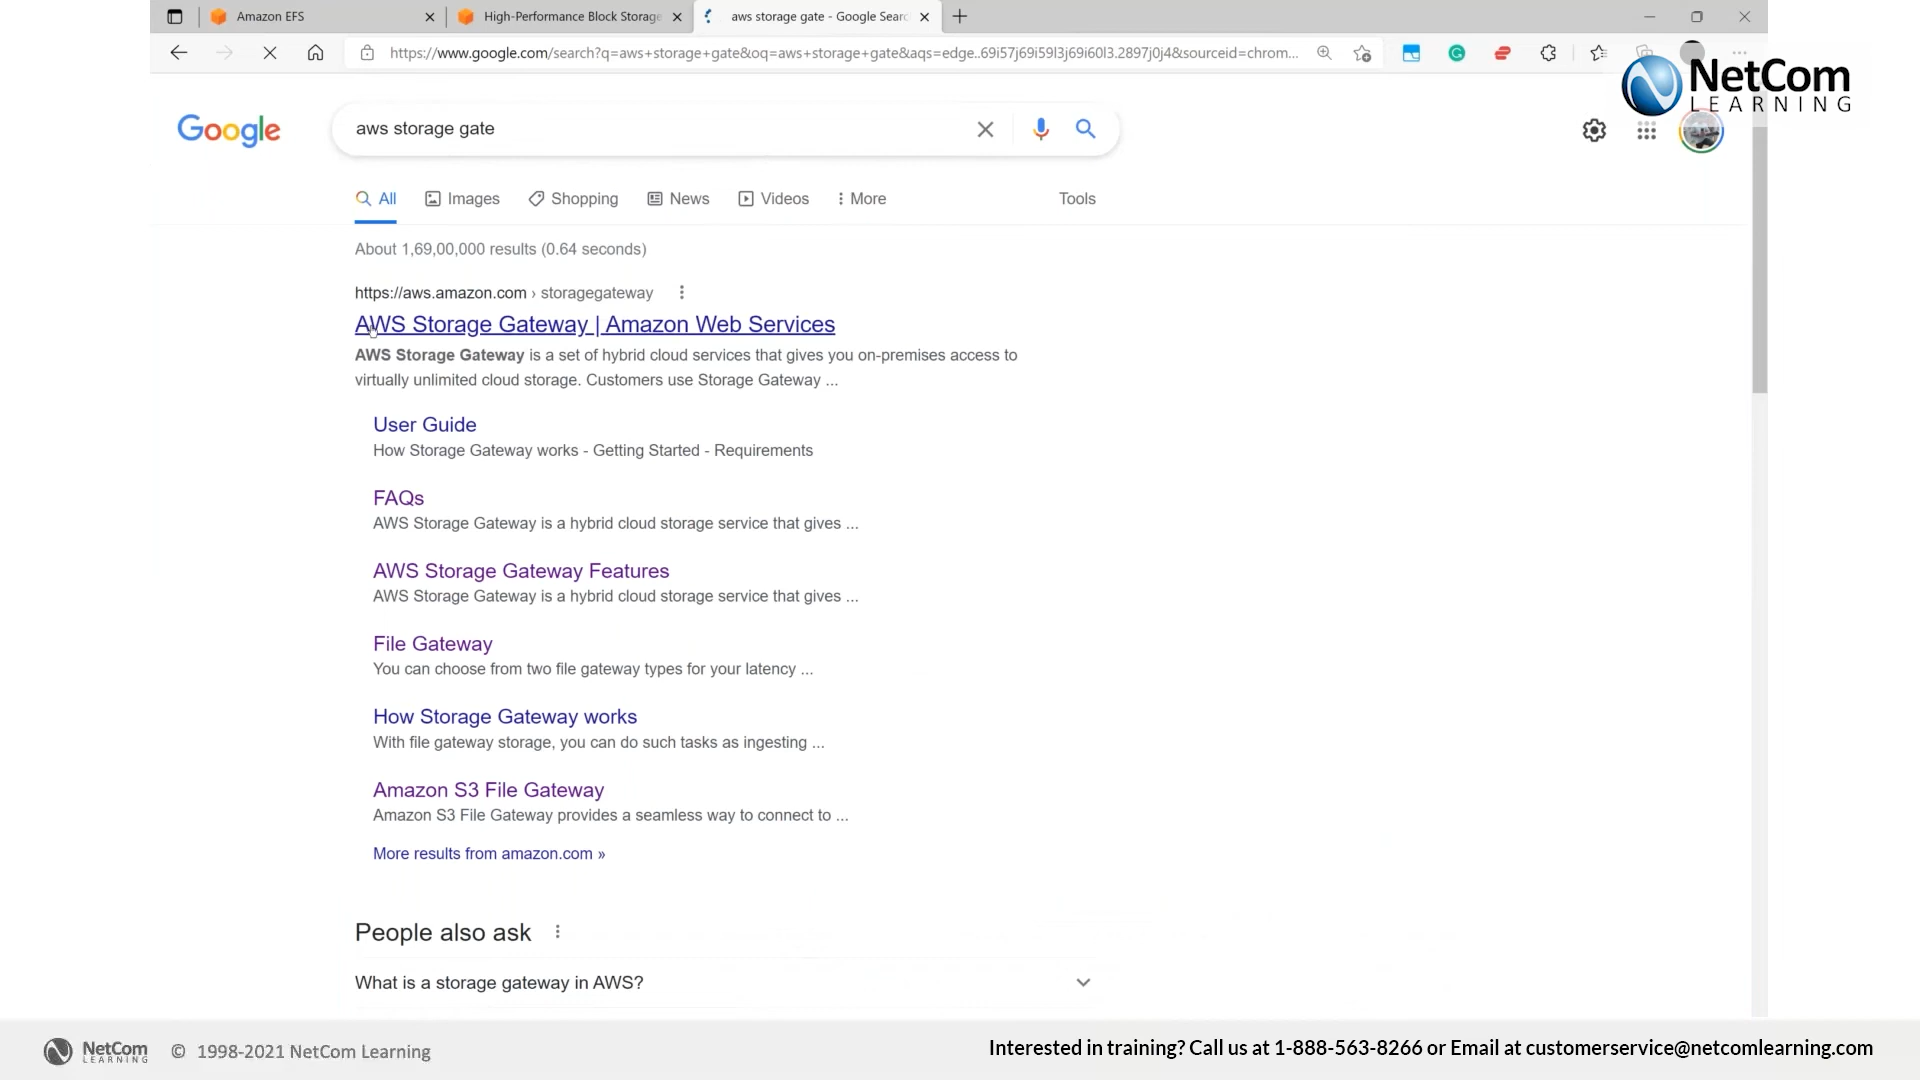 Amazon EFS
High-Performance Block Storage
aws storage gate - Google Searc
https://www.google.com/search?q=aws+storage+gate&oq=aws+storage+gate&aqs=edge..69i57j69i59l3j69i60l3.2897j0j4&sourceid=chrom...
NetCom
LEARNING
Google
aws storage gate
All
Images
Shopping
News
Videos
More
Tools
About 1,69,00,000 results (0.64 seconds)
https://aws.amazon.com › storagegateway
AWS Storage Gateway | Amazon Web Services
AWS Storage Gateway is a set of hybrid cloud services that gives you on-premises access to
virtually unlimited cloud storage. Customers use Storage Gateway ...
User Guide
How Storage Gateway works - Getting Started - Requirements
FAQs
AWS Storage Gateway is a hybrid cloud storage service that gives ...
AWS Storage Gateway Features
AWS Storage Gateway is a hybrid cloud storage service that gives ...
File Gateway
You can choose from two file gateway types for your latency ...
How Storage Gateway works
With file gateway storage, you can do such tasks as ingesting ...
Amazon S3 File Gateway
Amazon S3 File Gateway provides a seamless way to connect to ...
More results from amazon.com »
People also ask
What is a storage gateway in AWS?
NetCom
LEARNING
© 1998-2021 NetCom Learning
Interested in training? Call us at 1-888-563-8266 or Email at customerservice@netcomlearning.com